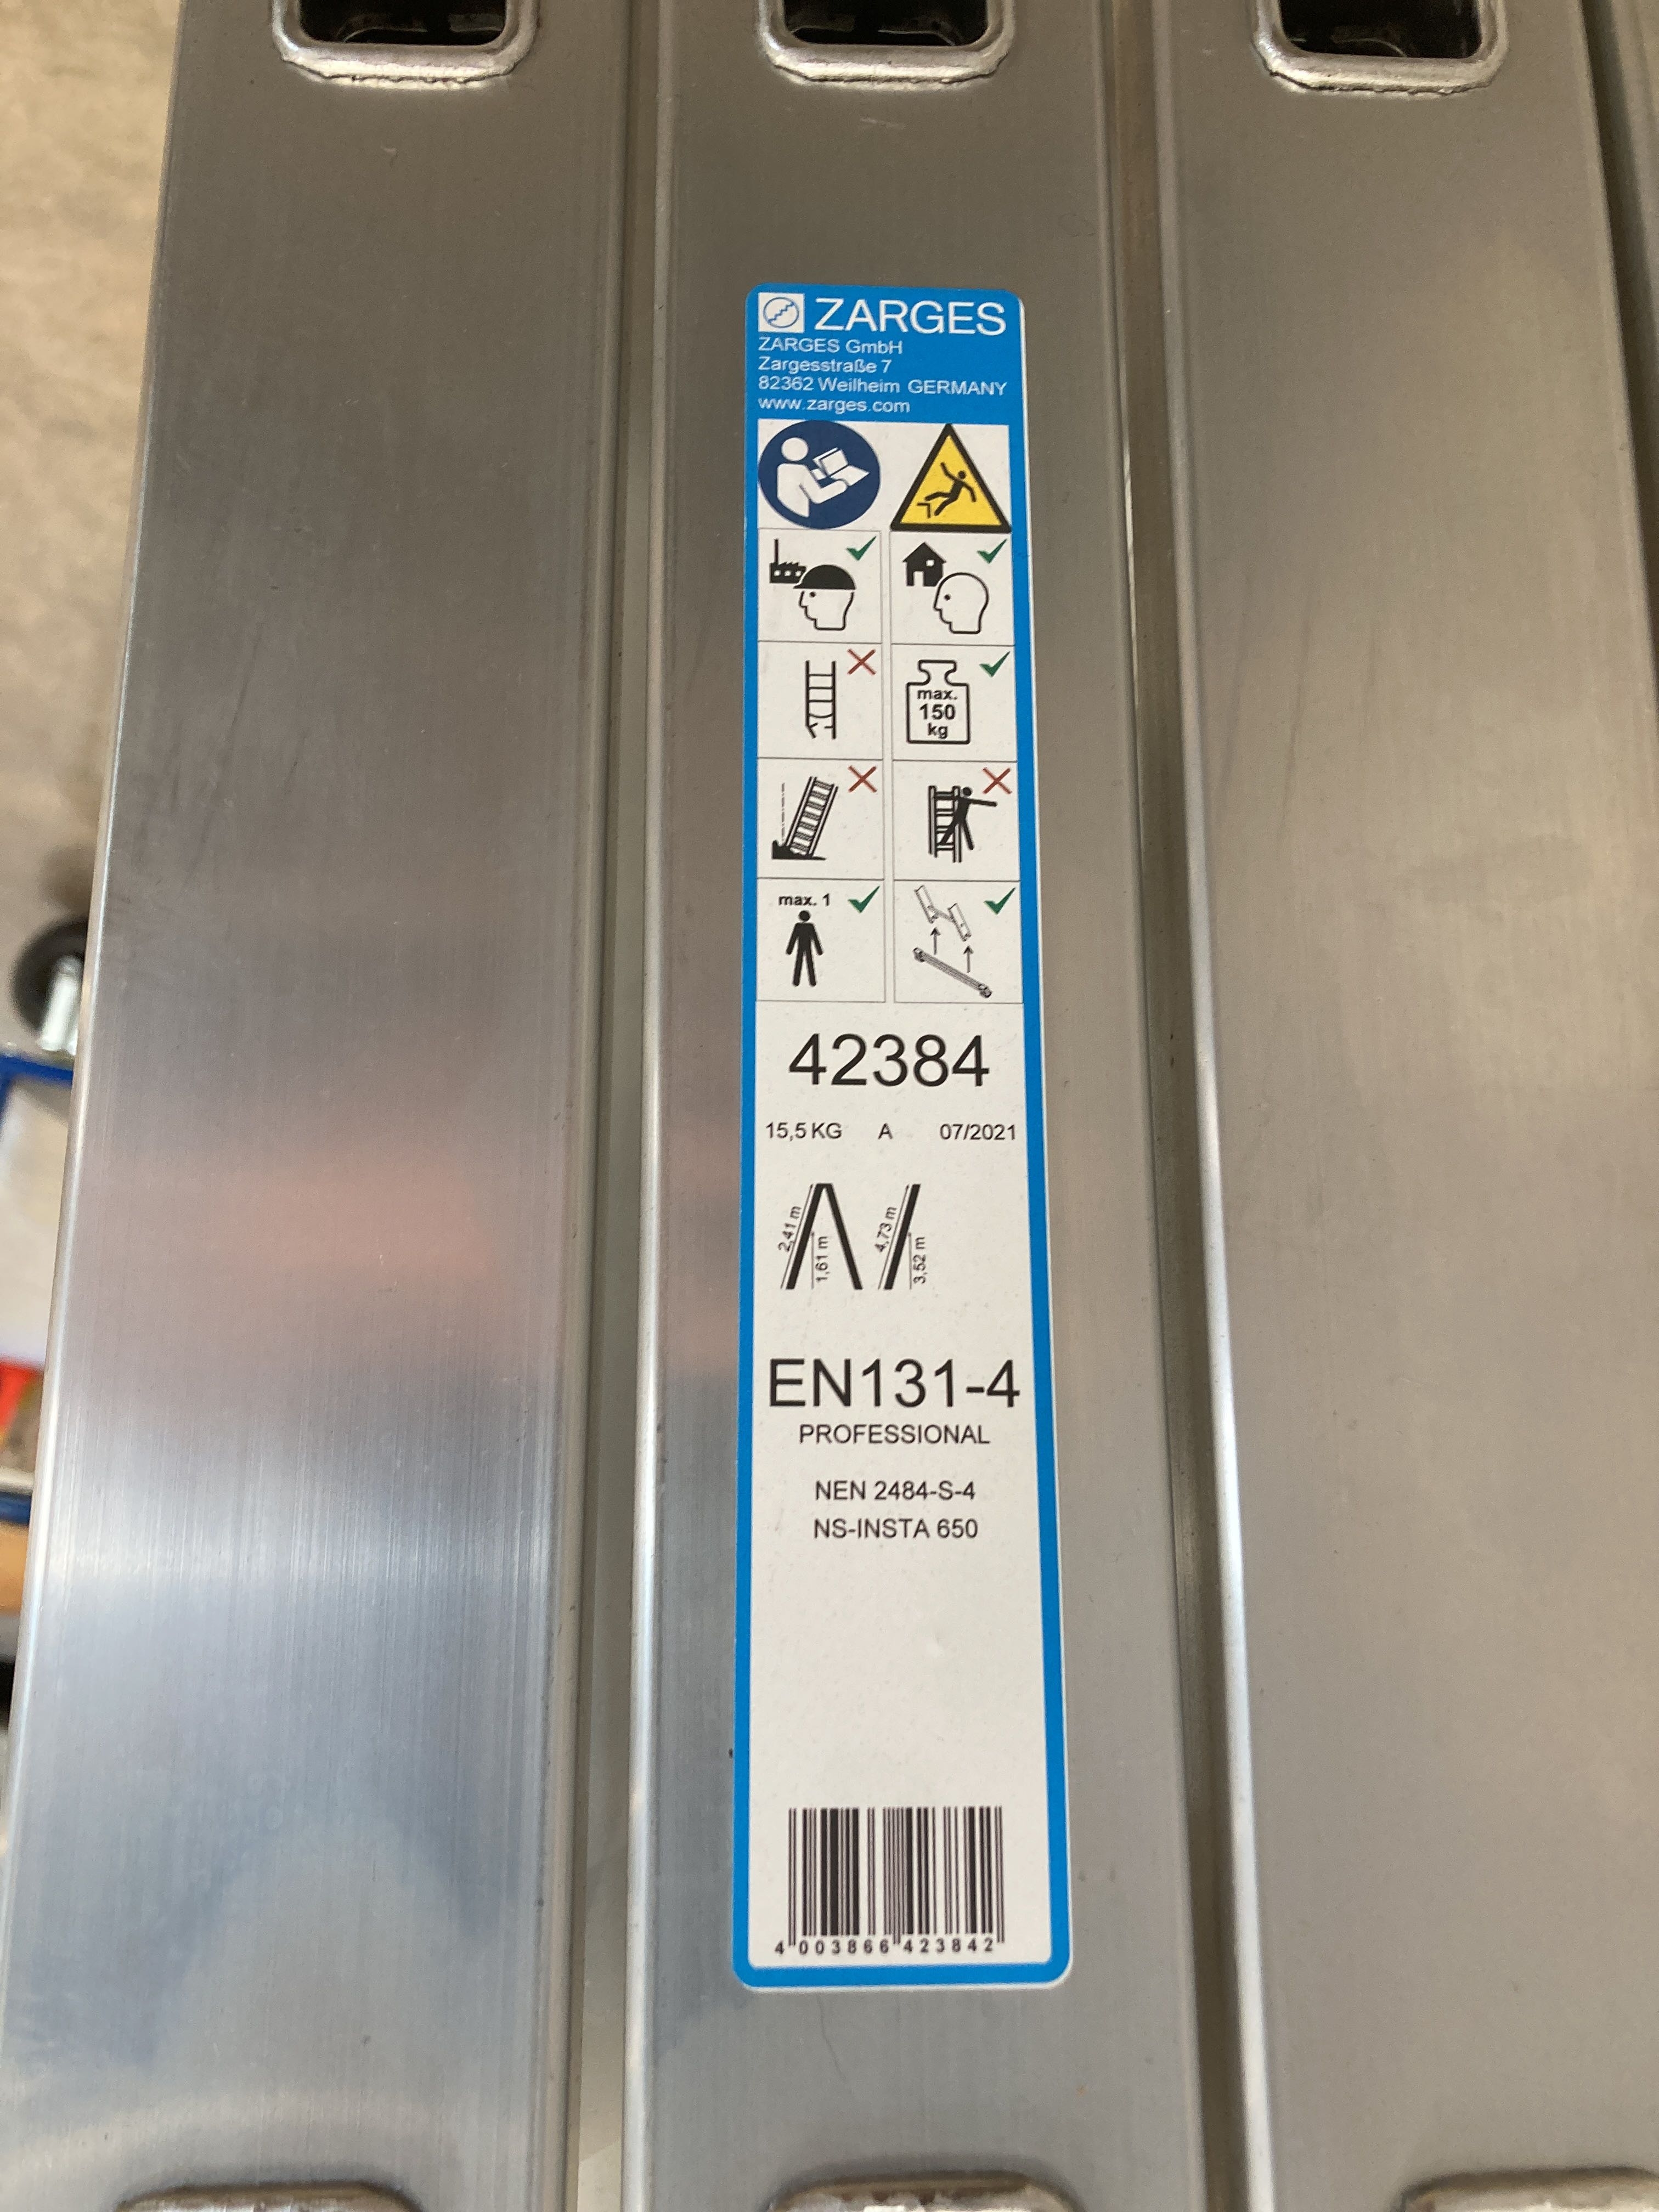 ZARGES
ZARGES GmbH
Zargesstraße 7
82362 Weilheim GERMANY
www.zarges.com
max.
150
kg
max. 1
42384
15,5 KG A 07/2021
2,41 m 1,61 m 4,73 m 3,52 m
EN131-4
PROFESSIONAL
NEN 2484-S-4
NS-INSTA 650
4 003866 423842